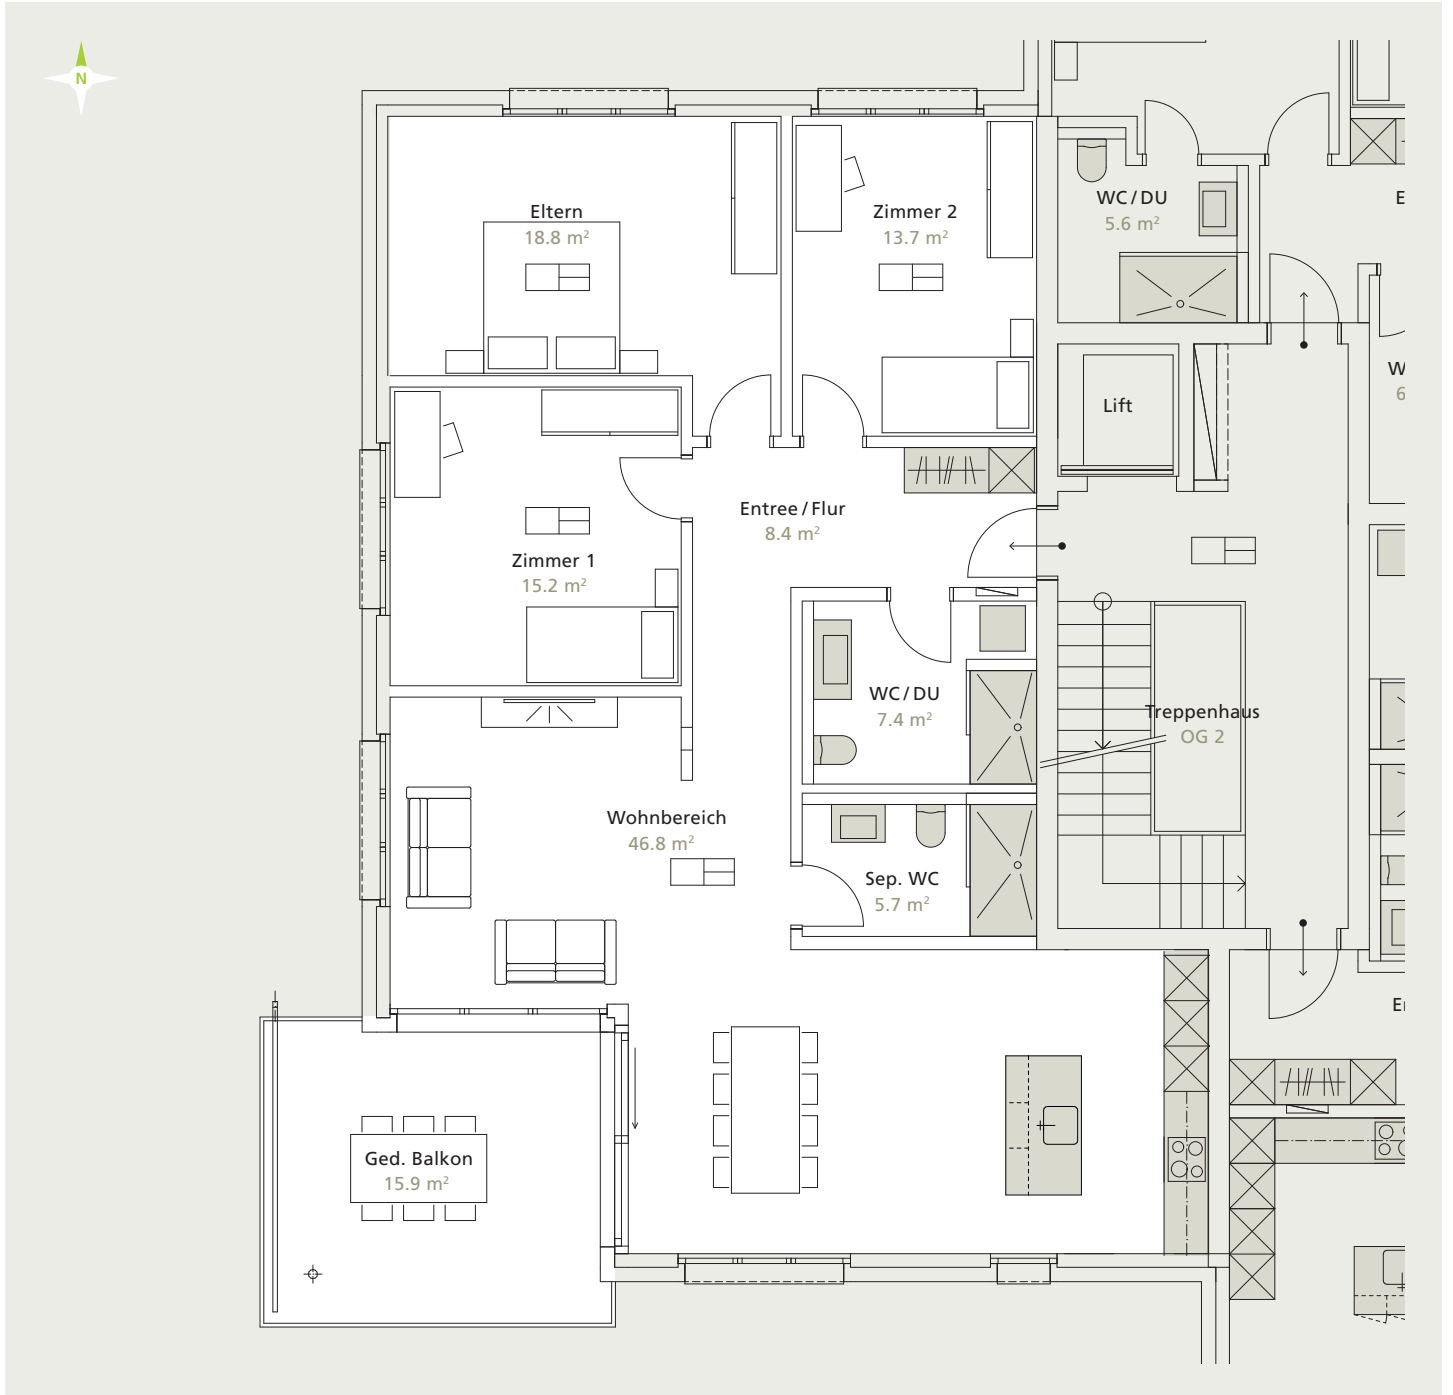 N
Eltern
18.8 m²
Zimmer 2
13.7 m²
WC/DU
5.6 m²
E
Lift
W
6
Entree/Flur
8.4 m²
Zimmer 1
15.2 m²
WC/DU
7.4 m²
Treppenhaus
OG 2
Wohnbereich
46.8 m²
Sep. WC
5.7 m²
Ged. Balkon
15.9 m²